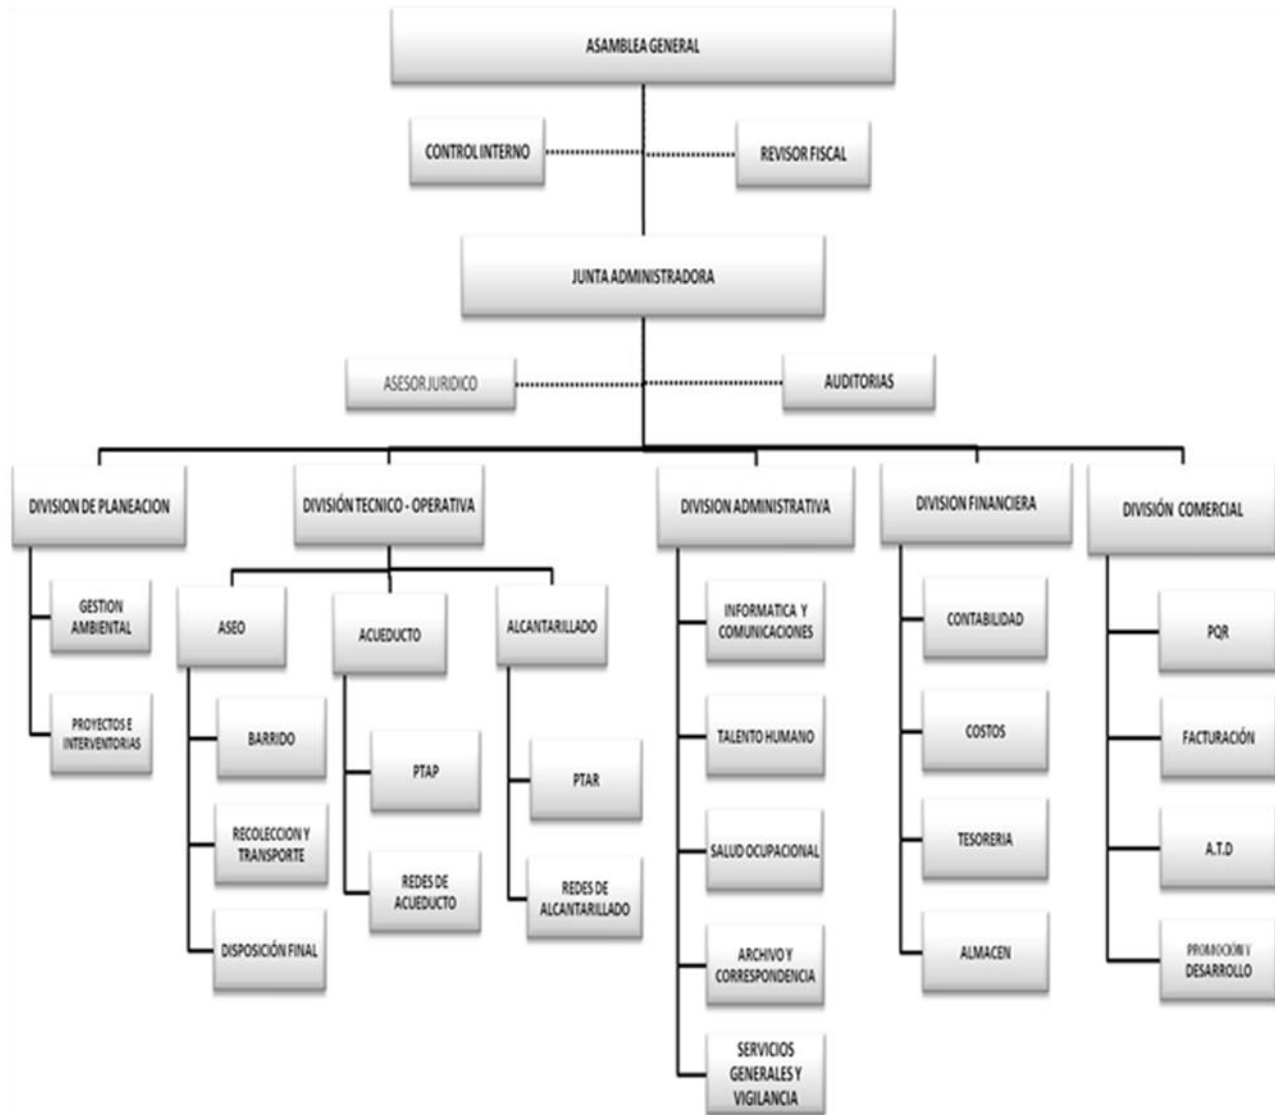 ASAMBLEA GENERAL
CONTROL INTERNO
REVISOR FISCAL
JUNTA ADMINISTRADORA
ASESOR JURIDICO
AUDITORIAS
DIVISION DE PLANEACION
DIVISIÓN TECNICO - OPERATIVA
DIVISION ADMINISTRATIVA
DIVISION FINANCIERA
DIVISIÓN COMERCIAL
GESTION
AMBIENTAL
PROYECTOS E
INTERVENTORIAS
ASEO
BARRIDO
RECOLECCION Y
TRANSPORTE
DISPOSICIÓN FINAL
ACUEDUCTO
PTAP
REDES DE
ACUEDUCTO
ALCANTARILLADO
PTAR
REDES DE
ALCANTARILLADO
INFORMATICA Y
COMUNICACIONES
TALENTO HUMANO
SALUD OCUPACIONAL
ARCHIVO Y
CORRESPONDENCIA
SERVICIOS
GENERALES Y
VIGILANCIA
CONTABILIDAD
COSTOS
TESORERIA
ALMACEN
PQR
FACTURACIÓN
A.T.D
PROMOCIÓN Y
DESARROLLO